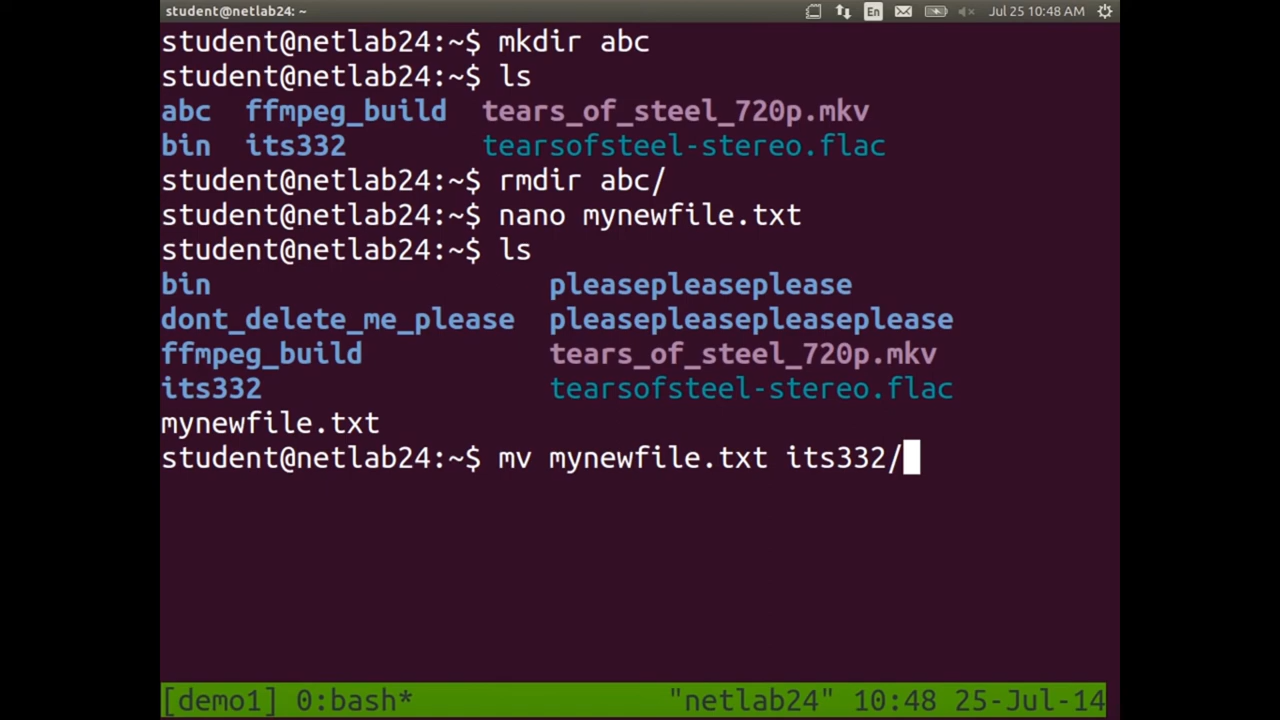 student@netlab24: ~ En Jul 25 10:48 AM
student@netlab24:~$ mkdir abc
student@netlab24:~$ ls
abc ffmpeg_build tears_of_steel_720p.mkv
bin its332 tearsofsteel-stereo.flac
student@netlab24:~$ rmdir abc/
student@netlab24:~$ nano mynewfile.txt
student@netlab24:~$ ls
bin pleasepleaseplease
dont_delete_me_please pleasepleasepleaseplease
ffmpeg_build tears_of_steel_720p.mkv
its332 tearsofsteel-stereo.flac
mynewfile.txt
student@netlab24:~$ mv mynewfile.txt its332/
[demo1] 0:bash* "netlab24" 10:48 25-Jul-14